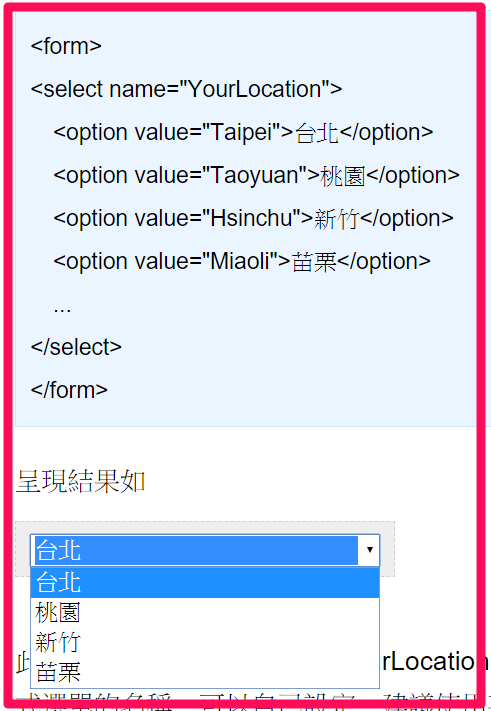 <form>
<select name="YourLocation">
<option value="Taipei">台北</option>
<option value="Taoyuan">桃園</option>
<option value="Hsinchu">新竹</option>
<option value="Miaoli">苗栗</option>
...
</select>
</form>
呈現結果如
台北
台北
桃園
新竹
苗栗
此 rLocation
式選單的名稱，可以自己設定，建議使用